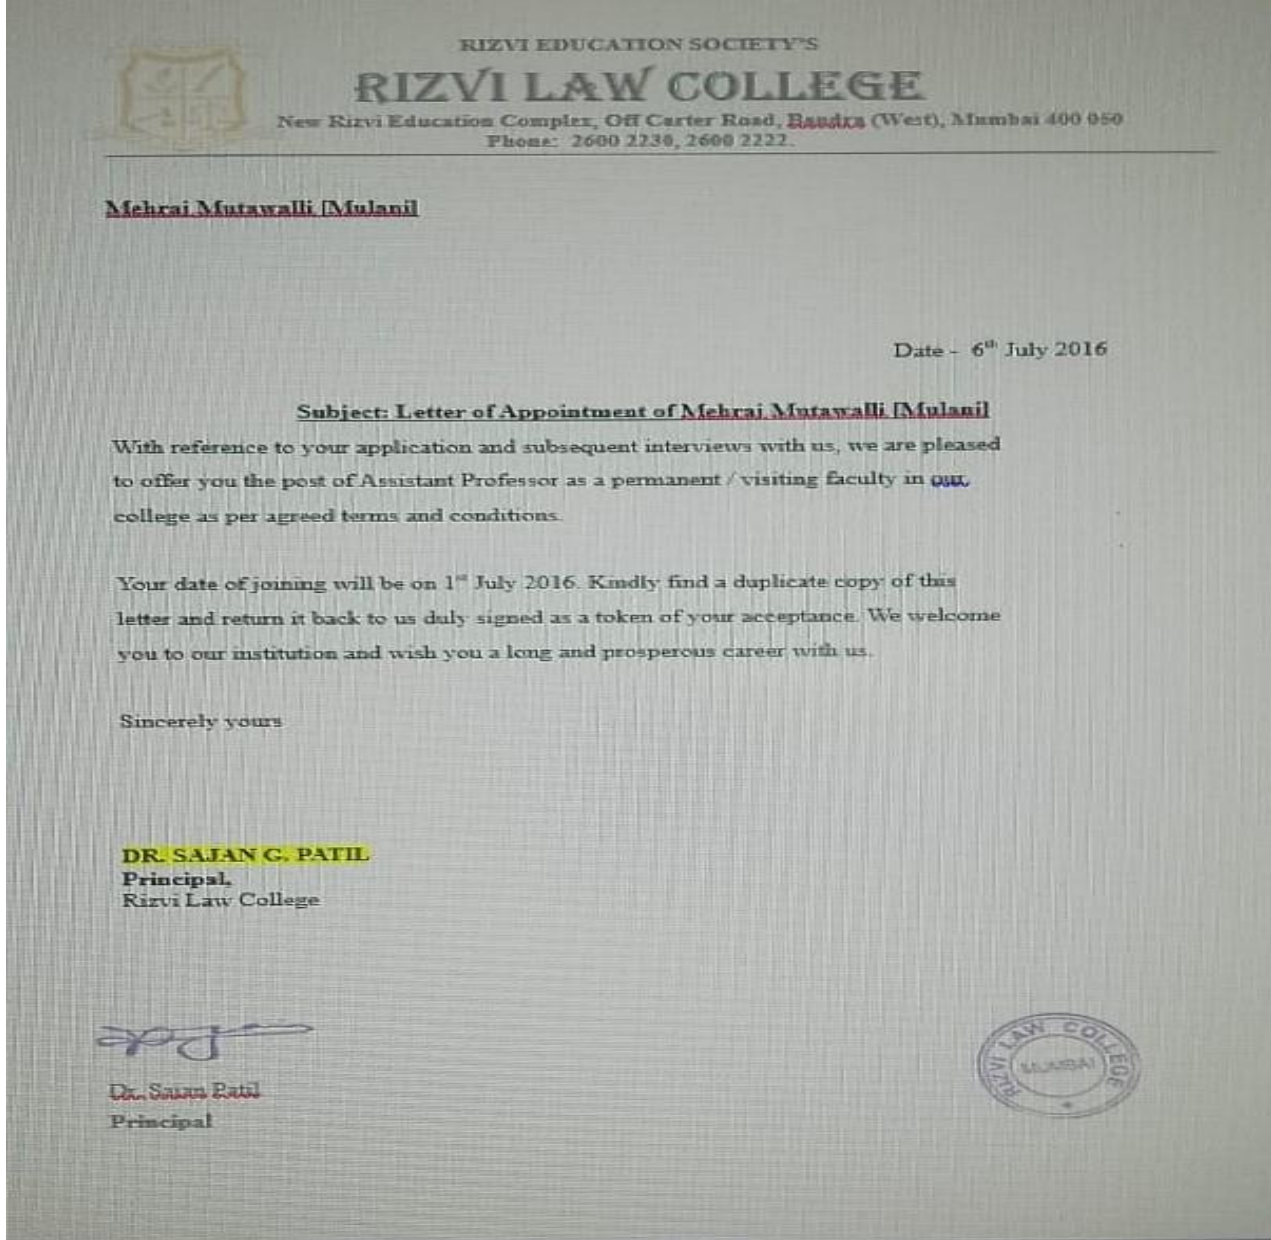 RIZVI EDUCATION SOCIETY'S
RIZVI LAW COLLEGE
New Rizvi Education Complex, Off Carter Road, Bandra (West), Mumbai 400 050
Phone: 2600 2230, 2600 2222.
Mehraj Mutawalli [Mulani]
Date - 6th July 2016
Subject: Letter of Appointment of Mehraj Mutawalli [Mulani]
With reference to your application and subsequent interviews with us, we are pleased
to offer you the post of Assistant Professor as a permanent / visiting faculty in our
college as per agreed terms and conditions.
Your date of joining will be on 1st July 2016. Kindly find a duplicate copy of this
letter and return it back to us duly signed as a token of your acceptance. We welcome
you to our institution and wish you a long and prosperous career with us.
Sincerely yours
DR. SAJAN G. PATIL
Principal,
Rizvi Law College
Dr. Sasan Patil
Principal
RIZVI LAW COLLEGE
MUMBAI